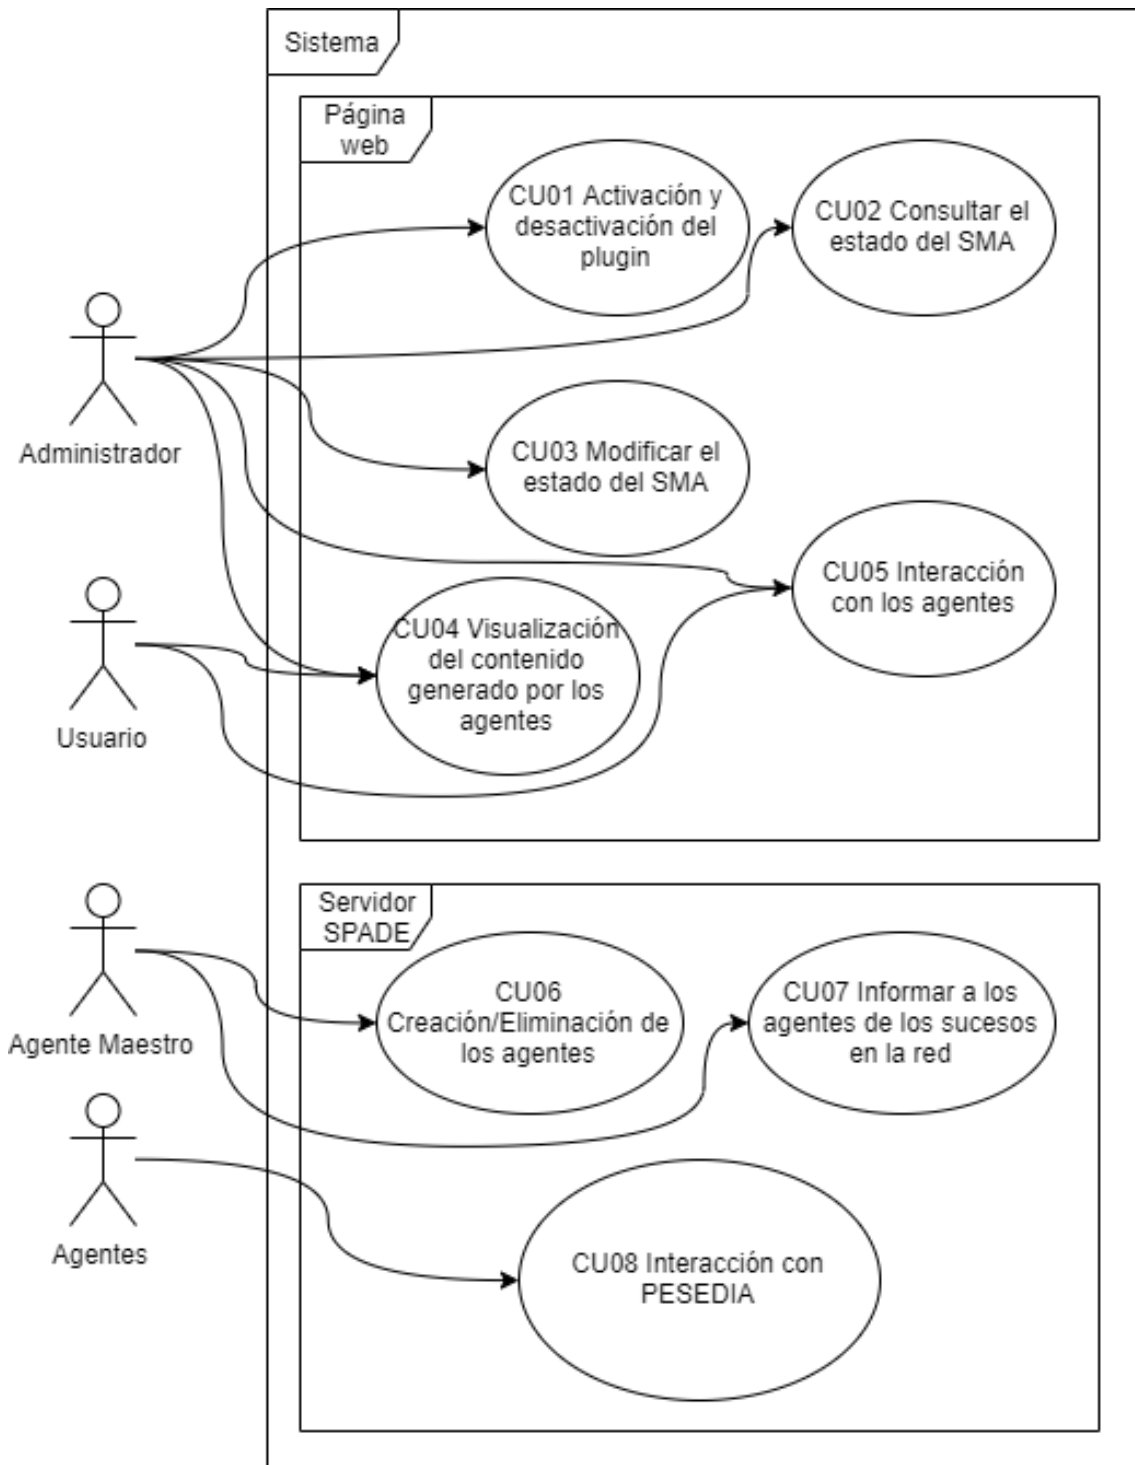 Sistema
Página
web
CU01 Activación y
desactivación del
plugin
CU02 Consultar el
estado del SMA
Administrador
CU03 Modificar el
estado del SMA
CU05 Interacción
con los agentes
Usuario
CU04 Visualización
del contenido
generado por los
agentes
Servidor
SPADE
Agente Maestro
CU06
Creación/Eliminación de
los agentes
CU07 Informar a los
agentes de los sucesos
en la red
Agentes
CU08 Interacción con
PESEDIA